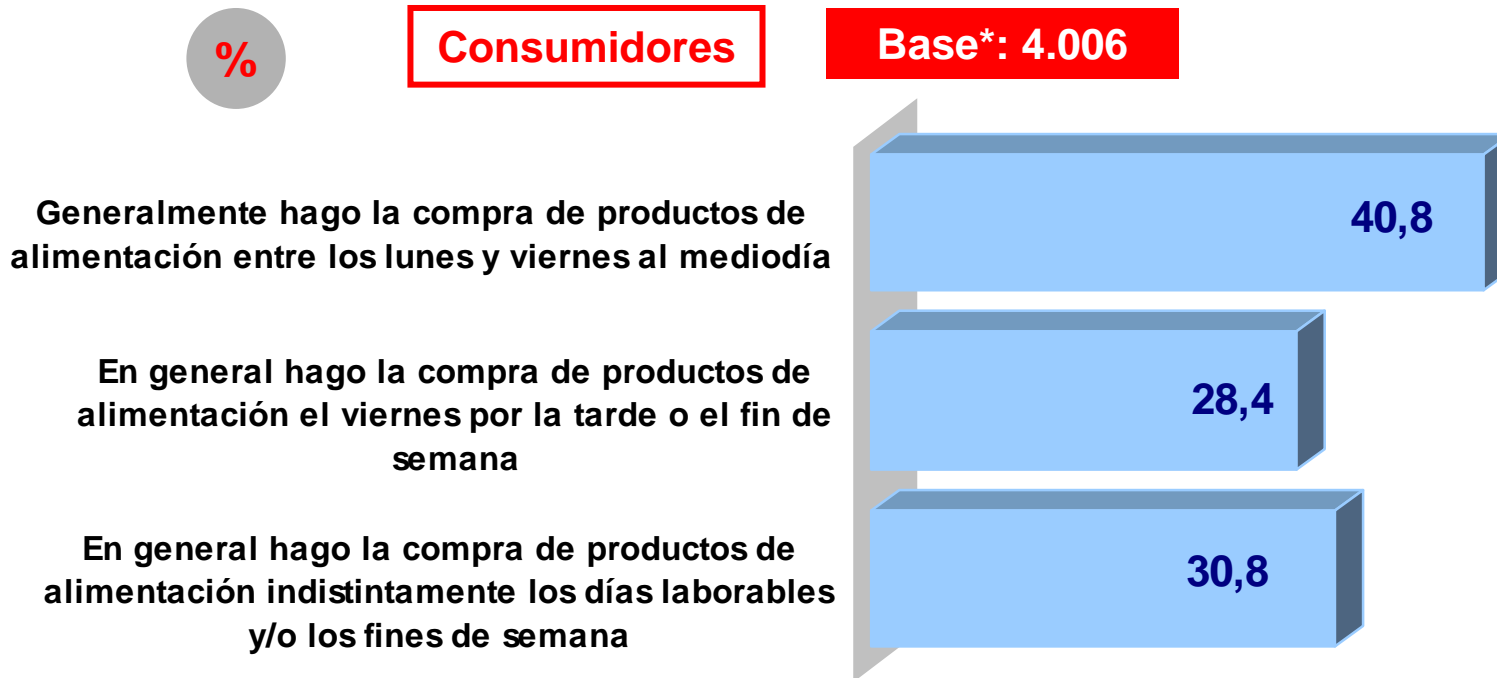 %
Consumidores
Base*: 4.006
Generalmente hago la compra de productos de
alimentación entre los lunes y viernes al mediodía
40,8
En general hago la compra de productos de
alimentación el viernes por la tarde o el fin de
semana
28,4
En general hago la compra de productos de
alimentación indistintamente los días laborables
y/o los fines de semana
30,8